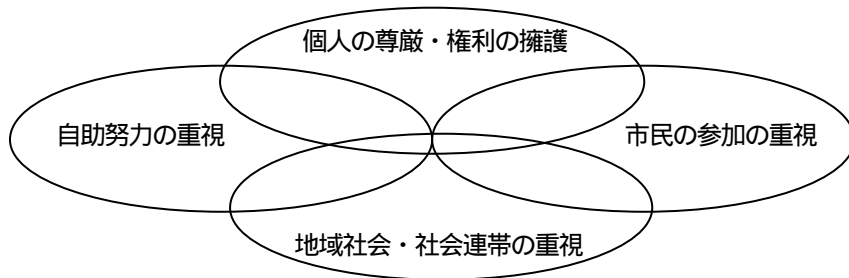 個人の尊厳・権利の擁護
自助努力の重視
市民の参加の重視
地域社会・社会連帯の重視